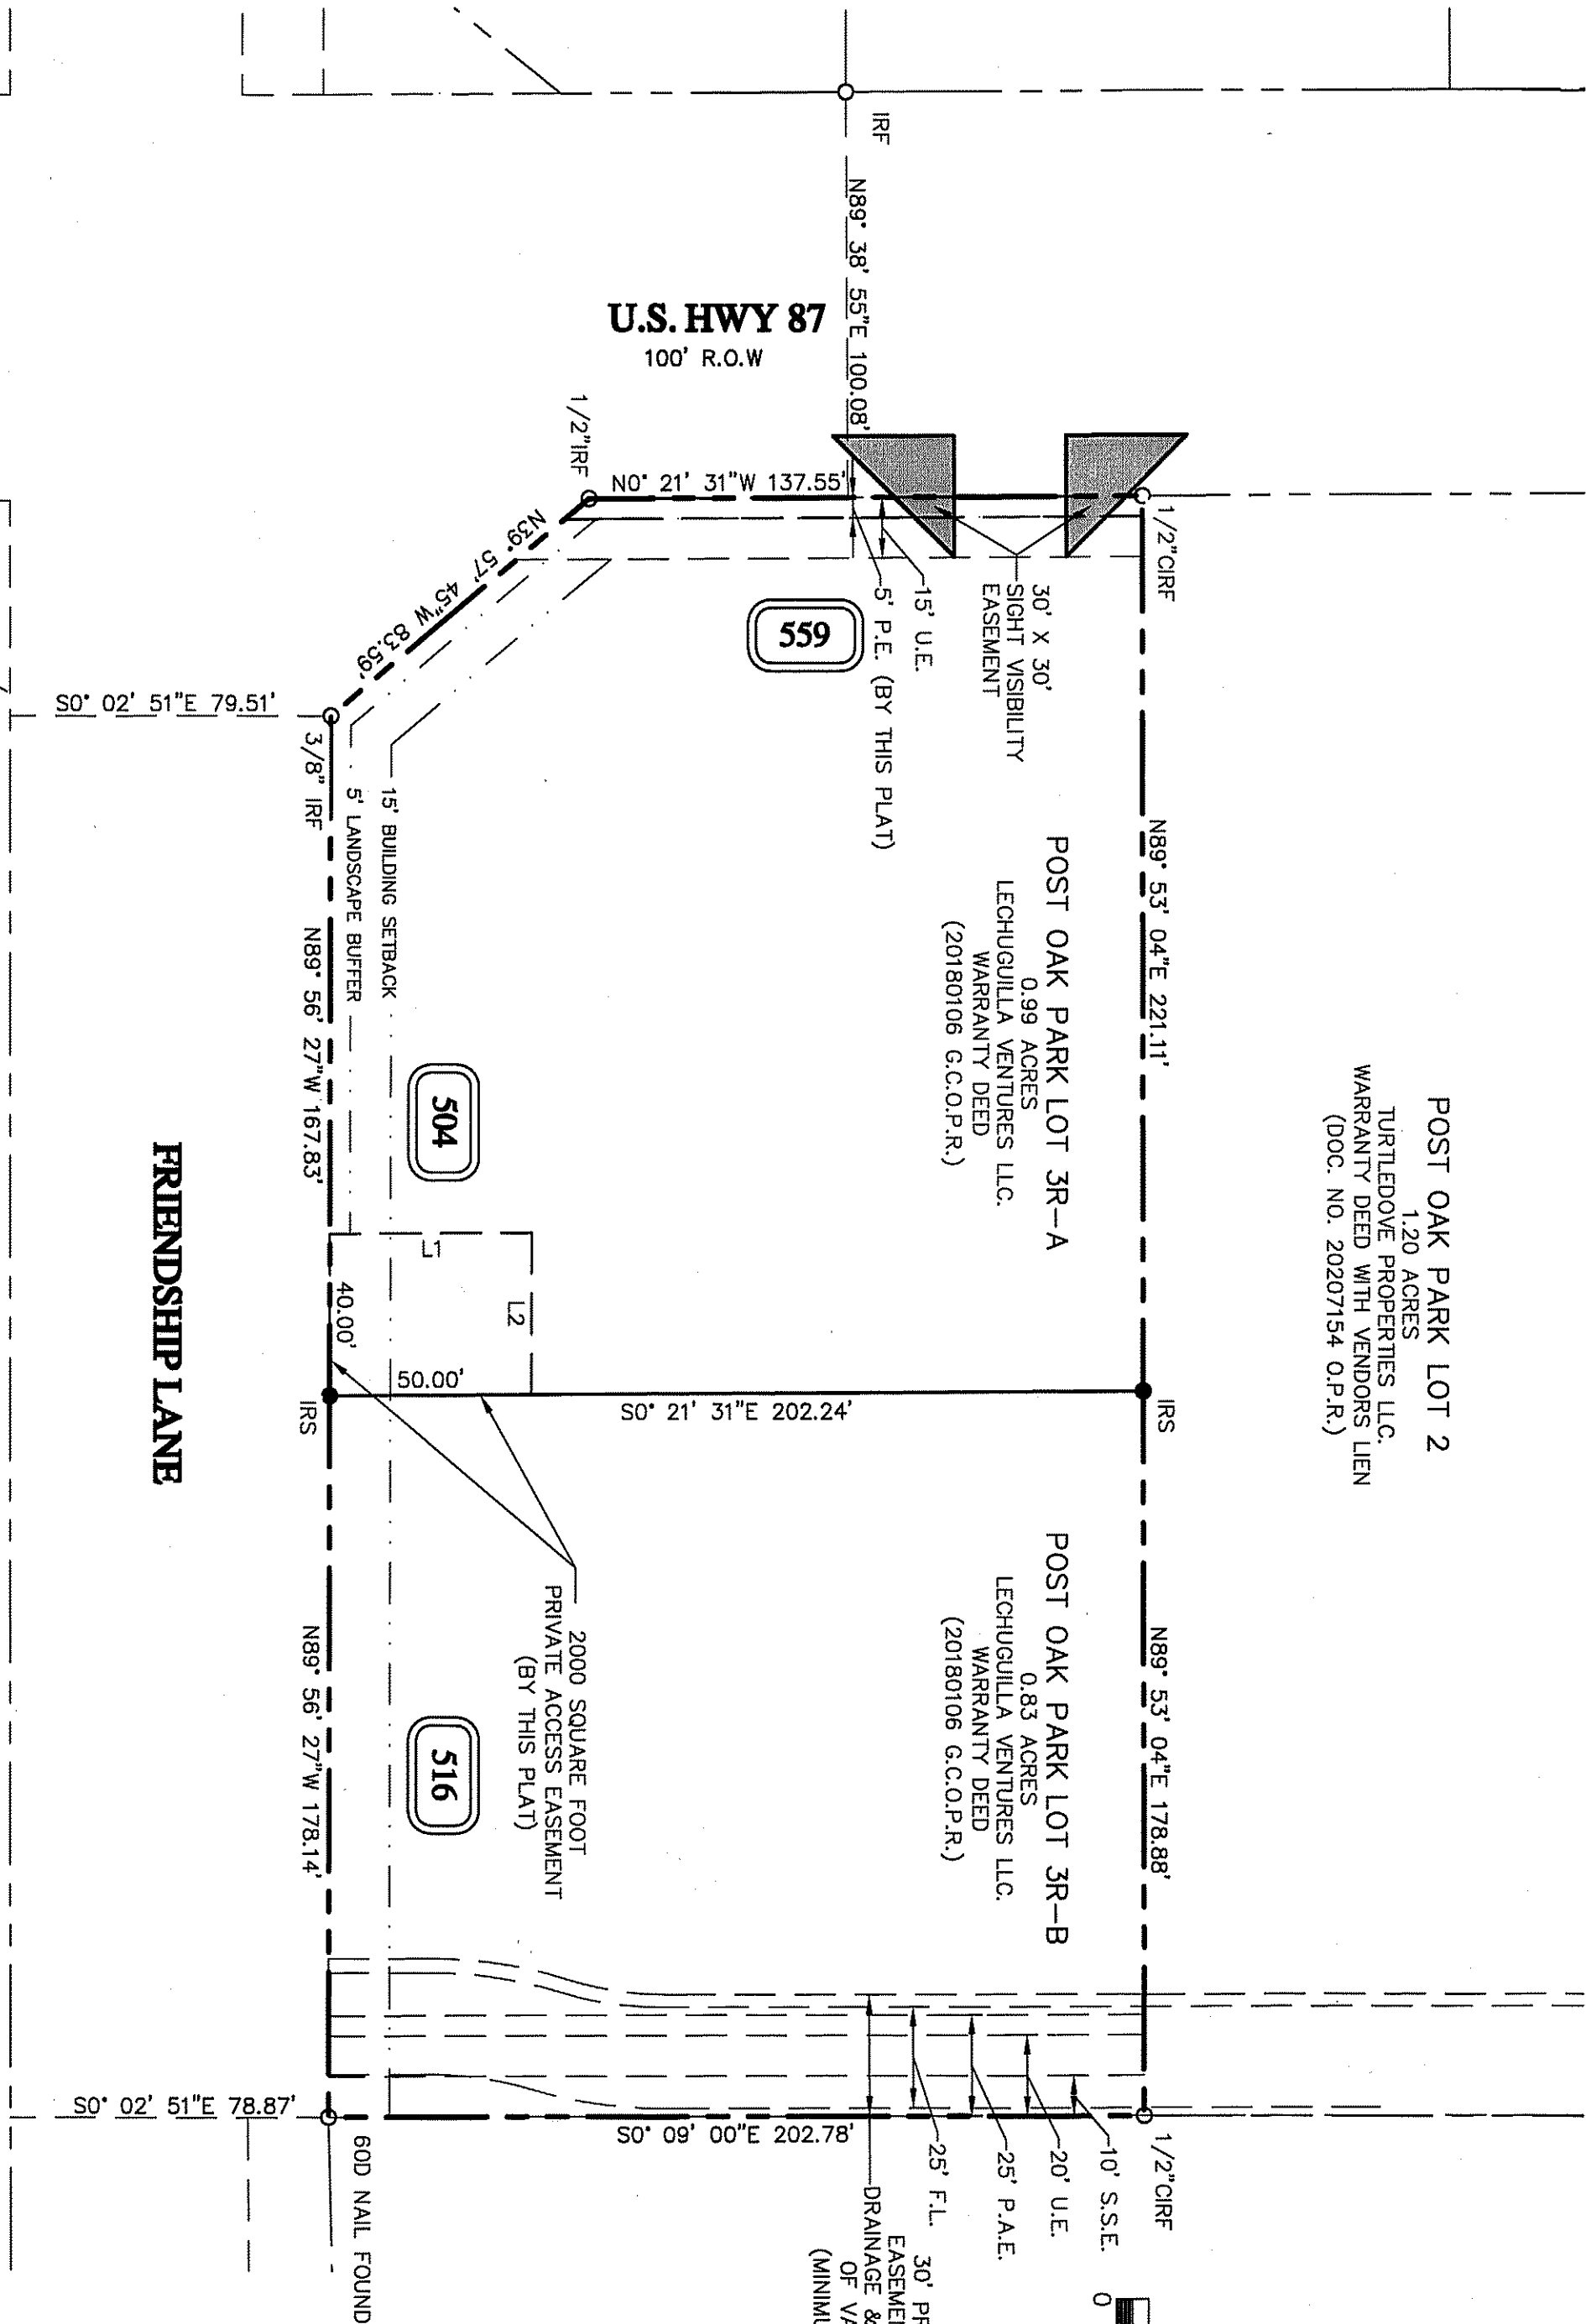 IRF
N89° 38' 55"E 100.08'
U.S. HWY 87
100' R.O.W
1/2"IRF
N0° 21' 31"W 137.55'
1/2"CIRF
N39° 57' 45"W 83.59'
S0° 02' 51"E 79.51'
3/8" IRF
30' X 30'
SIGHT VISIBILITY
EASEMENT
15' U.E.
5' P.E. (BY THIS PLAT)
559
15' BUILDING SETBACK
5' LANDSCAPE BUFFER
N89° 53' 04"E 221.11'
POST OAK PARK LOT 3R-A
0.99 ACRES
LECHUGUILLA VENTURES LLC.
WARRANTY DEED
(20180106 G.C.O.P.R.)
POST OAK PARK LOT 2
1.20 ACRES
TURTLEDOVE PROPERTIES LLC.
WARRANTY DEED WITH VENDORS LIEN
(DOC. NO. 20207154 O.P.R.)
N89° 56' 27"W 167.83'
504
FRIENDSHIP LANE
L1
L2
40.00'
50.00'
IRS
S0° 21' 31"E 202.24'
IRS
N89° 53' 04"E 178.88'
POST OAK PARK LOT 3R-B
0.83 ACRES
LECHUGUILLA VENTURES LLC.
WARRANTY DEED
(20180106 G.C.O.P.R.)
2000 SQUARE FOOT
PRIVATE ACCESS EASEMENT
(BY THIS PLAT)
516
N89° 56' 27"W 178.14'
S0° 02' 51"E 78.87'
60D NAIL FOUND
S0° 09' 00"E 202.78'
1/2"CIRF
10' S.S.E.
20' U.E.
25' P.A.E.
25' F.L.
30'
DRAINAGE &
OF
0